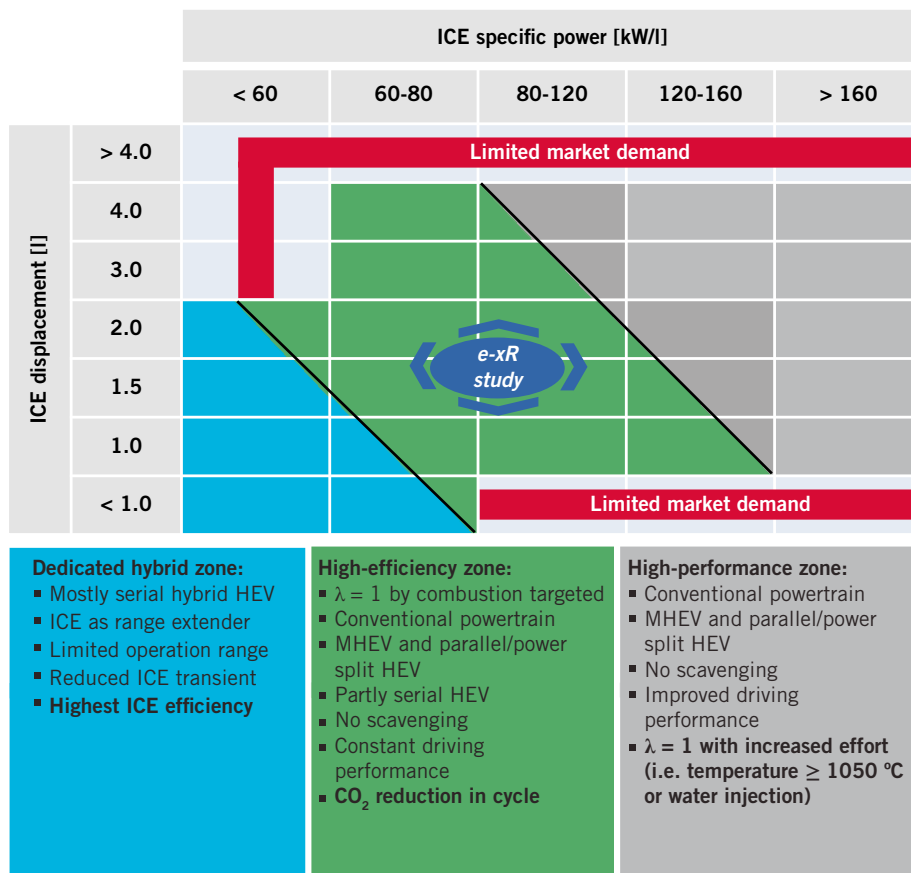 ICE specific power [kW/l]
< 60
60-80
80-120
120-160
> 160
ICE displacement [l]
> 4.0
Limited market demand
4.0
3.0
2.0
e-xR
study
1.5
1.0
< 1.0
Limited market demand
Dedicated hybrid zone:
▪ Mostly serial hybrid HEV
▪ ICE as range extender
▪ Limited operation range
▪ Reduced ICE transient
▪ Highest ICE efficiency
High-efficiency zone:
▪ λ = 1 by combustion targeted
▪ Conventional powertrain
▪ MHEV and parallel/power
split HEV
▪ Partly serial HEV
▪ No scavenging
▪ Constant driving
performance
▪ CO₂ reduction in cycle
High-performance zone:
▪ Conventional powertrain
▪ MHEV and parallel/power
split HEV
▪ No scavenging
▪ Improved driving
performance
▪ λ = 1 with increased effort
(i.e. temperature ≥ 1050 ºC
or water injection)